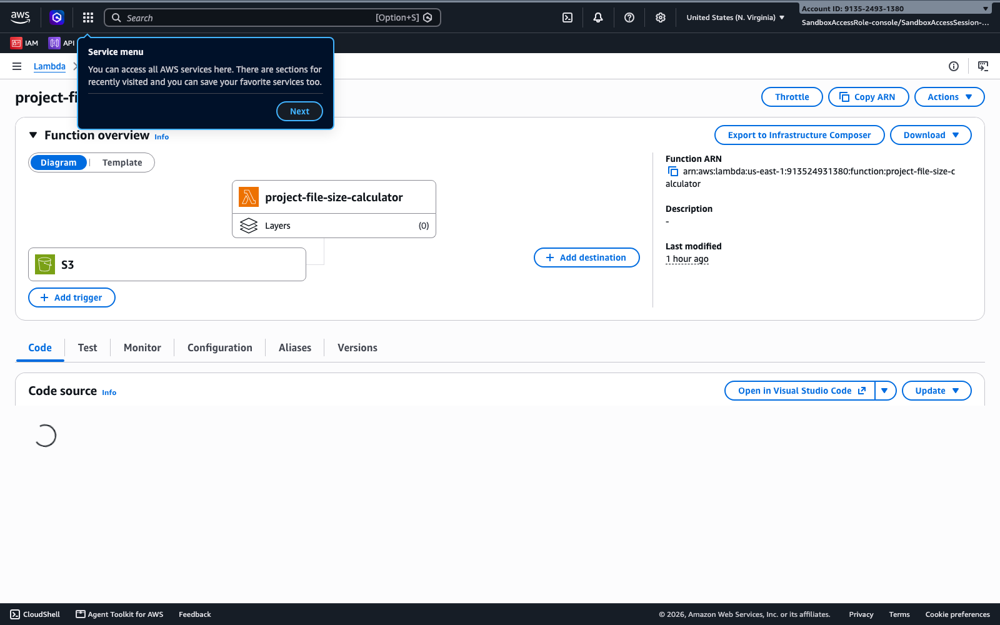 aws
Search
[Option+S]
United States (N. Virginia)
Account ID: 9135-2493-1380
SandboxAccessRole-console/SandboxAccessSession-...
IAM
API
Service menu
You can access all AWS services here. There are sections for
recently visited and you can save your favorite services too.
Next
Lambda
project-fi
Throttle
Copy ARN
Actions
Function overview
Info
Export to Infrastructure Composer
Download
Diagram
Template
project-file-size-calculator
Layers
(0)
S3
+ Add destination
+ Add trigger
Function ARN
arn:aws:lambda:us-east-1:913524931380:function:project-file-size-c
alculator
Description
-
Last modified
1 hour ago
Code
Test
Monitor
Configuration
Aliases
Versions
Code source
Info
Open in Visual Studio Code
Update
CloudShell
Agent Toolkit for AWS
Feedback
© 2026, Amazon Web Services, Inc. or its affiliates.
Privacy
Terms
Cookie preferences